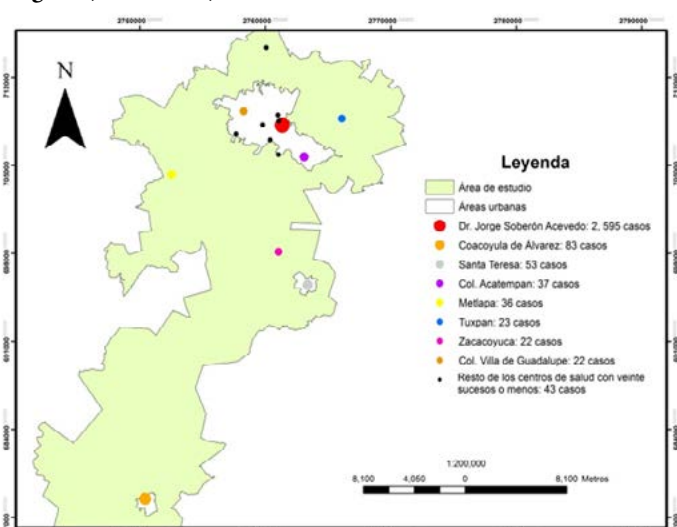 2750000 2760000 2770000 2780000 2790000
N
Leyenda
Área de estudio
Áreas urbanas
Dr. Jorge Soberón Acevedo: 2, 595 casos
Coacoyula de Álvarez: 83 casos
Santa Teresa: 53 casos
Col. Acatempan: 37 casos
Metlapa: 36 casos
Tuxpan: 23 casos
Zacacoyuca: 22 casos
Col. Villa de Guadalupe: 22 casos
Resto de los centros de salud con veinte
sucesos o menos: 43 casos
1:200,000
8,100 4,050 0 8,100 Metros